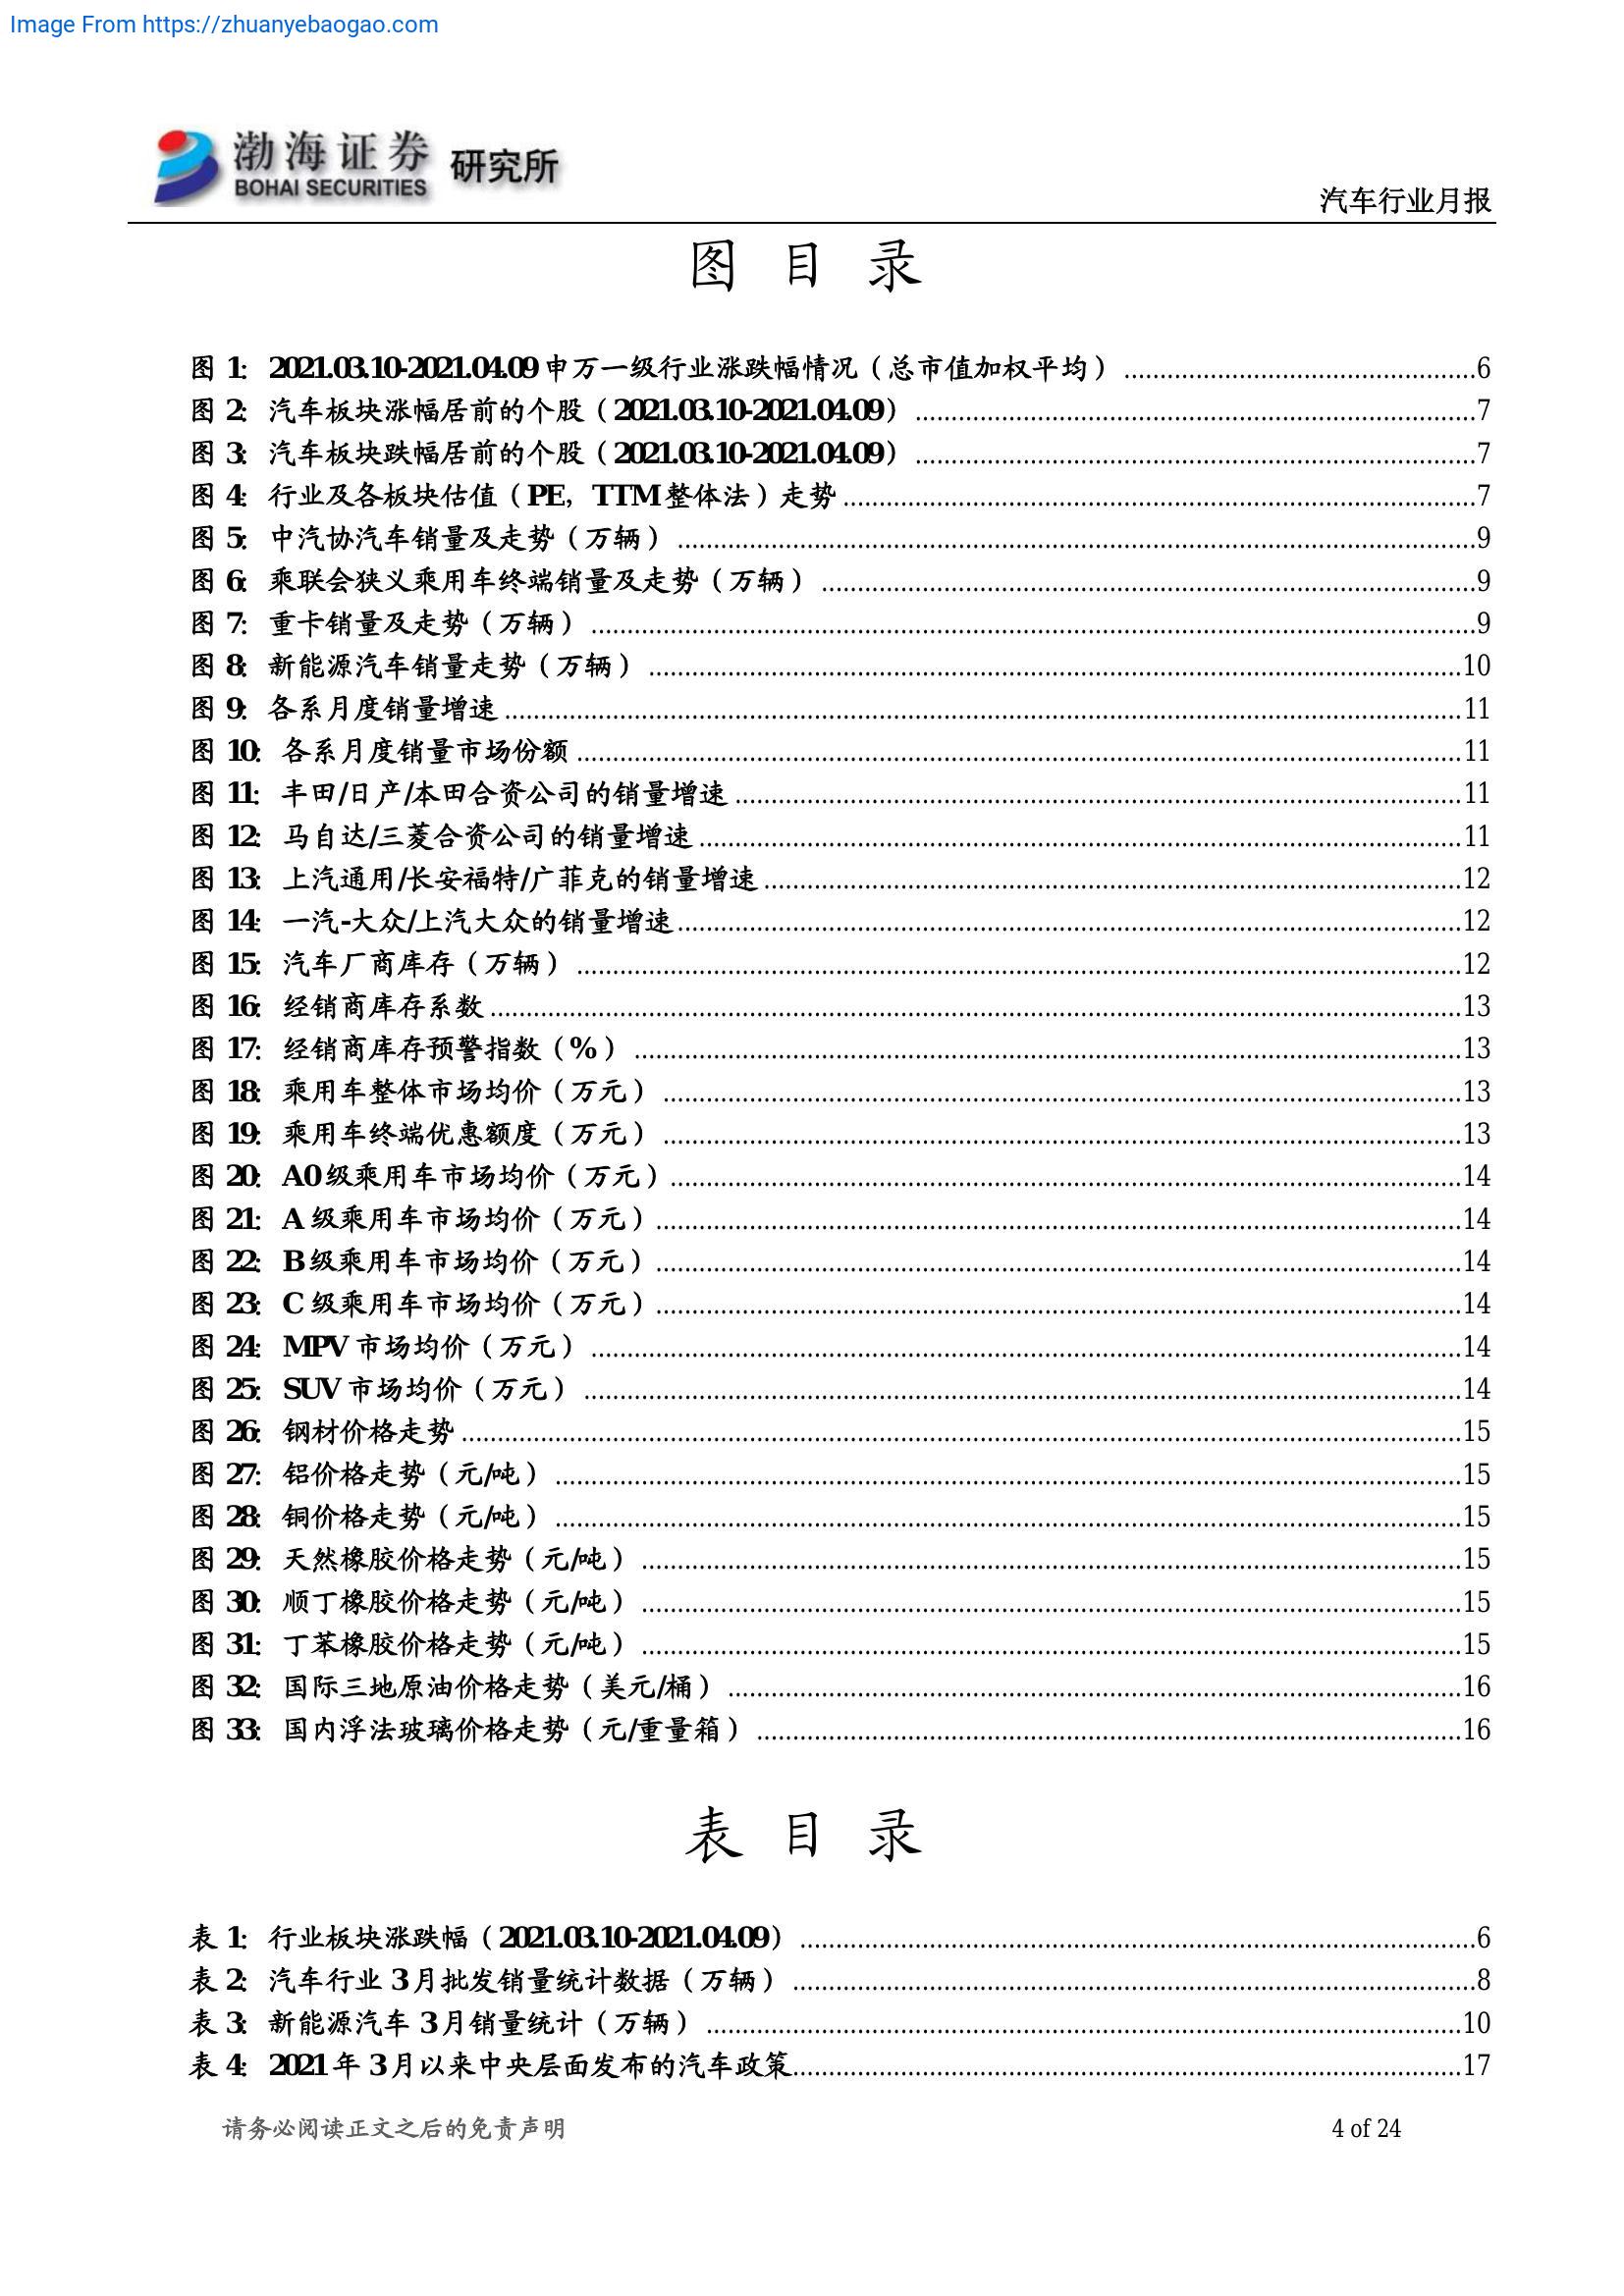 Image From https://zhuanyebaogao.com
渤海证券 研究所
BOHAI SECURITIES
汽车行业月报
图 目 录
图 1：2021.03.10-2021.04.09申万一级行业涨跌幅情况（总市值加权平均）................................................6
图 2：汽车板块涨幅居前的个股（2021.03.10-2021.04.09）................................................7
图 3：汽车板块跌幅居前的个股（2021.03.10-2021.04.09）................................................7
图 4：行业及各板块估值（PE，TTM整体法）走势................................................7
图 5：中汽协汽车销量及走势（万辆）................................................9
图 6：乘联会狭义乘用车终端销量及走势（万辆）................................................9
图 7：重卡销量及走势（万辆）................................................9
图 8：新能源汽车销量走势（万辆）................................................10
图 9：各系月度销量增速................................................11
图 10：各系月度销量市场份额................................................11
图 11：丰田/日产/本田合资公司的销量增速................................................11
图 12：马自达/三菱合资公司的销量增速................................................11
图 13：上汽通用/长安福特/广菲克的销量增速................................................12
图 14：一汽-大众/上汽大众的销量增速................................................12
图 15：汽车厂商库存（万辆）................................................12
图 16：经销商库存系数................................................13
图 17：经销商库存预警指数（%）................................................13
图 18：乘用车整体市场均价（万元）................................................13
图 19：乘用车终端优惠额度（万元）................................................13
图 20：A0级乘用车市场均价（万元）................................................14
图 21：A 级乘用车市场均价（万元）................................................14
图 22：B级乘用车市场均价（万元）................................................14
图 23：C 级乘用车市场均价（万元）................................................14
图 24：MPV 市场均价（万元）................................................14
图 25：SUV 市场均价（万元）................................................14
图 26：钢材价格走势................................................15
图 27：铝价格走势（元/吨）................................................15
图 28：铜价格走势（元/吨）................................................15
图 29：天然橡胶价格走势（元/吨）................................................15
图 30：顺丁橡胶价格走势（元/吨）................................................15
图 31：丁苯橡胶价格走势（元/吨）................................................15
图 32：国际三地原油价格走势（美元/桶）................................................16
图 33：国内浮法玻璃价格走势（元/重量箱）................................................16
表 目 录
表 1：行业板块涨跌幅（2021.03.10-2021.04.09）................................................6
表 2：汽车行业 3月批发销量统计数据（万辆）................................................8
表 3：新能源汽车 3月销量统计（万辆）................................................10
表 4：2021年 3月以来中央层面发布的汽车政策................................................17
请务必阅读正文之后的免责声明
4 of 24